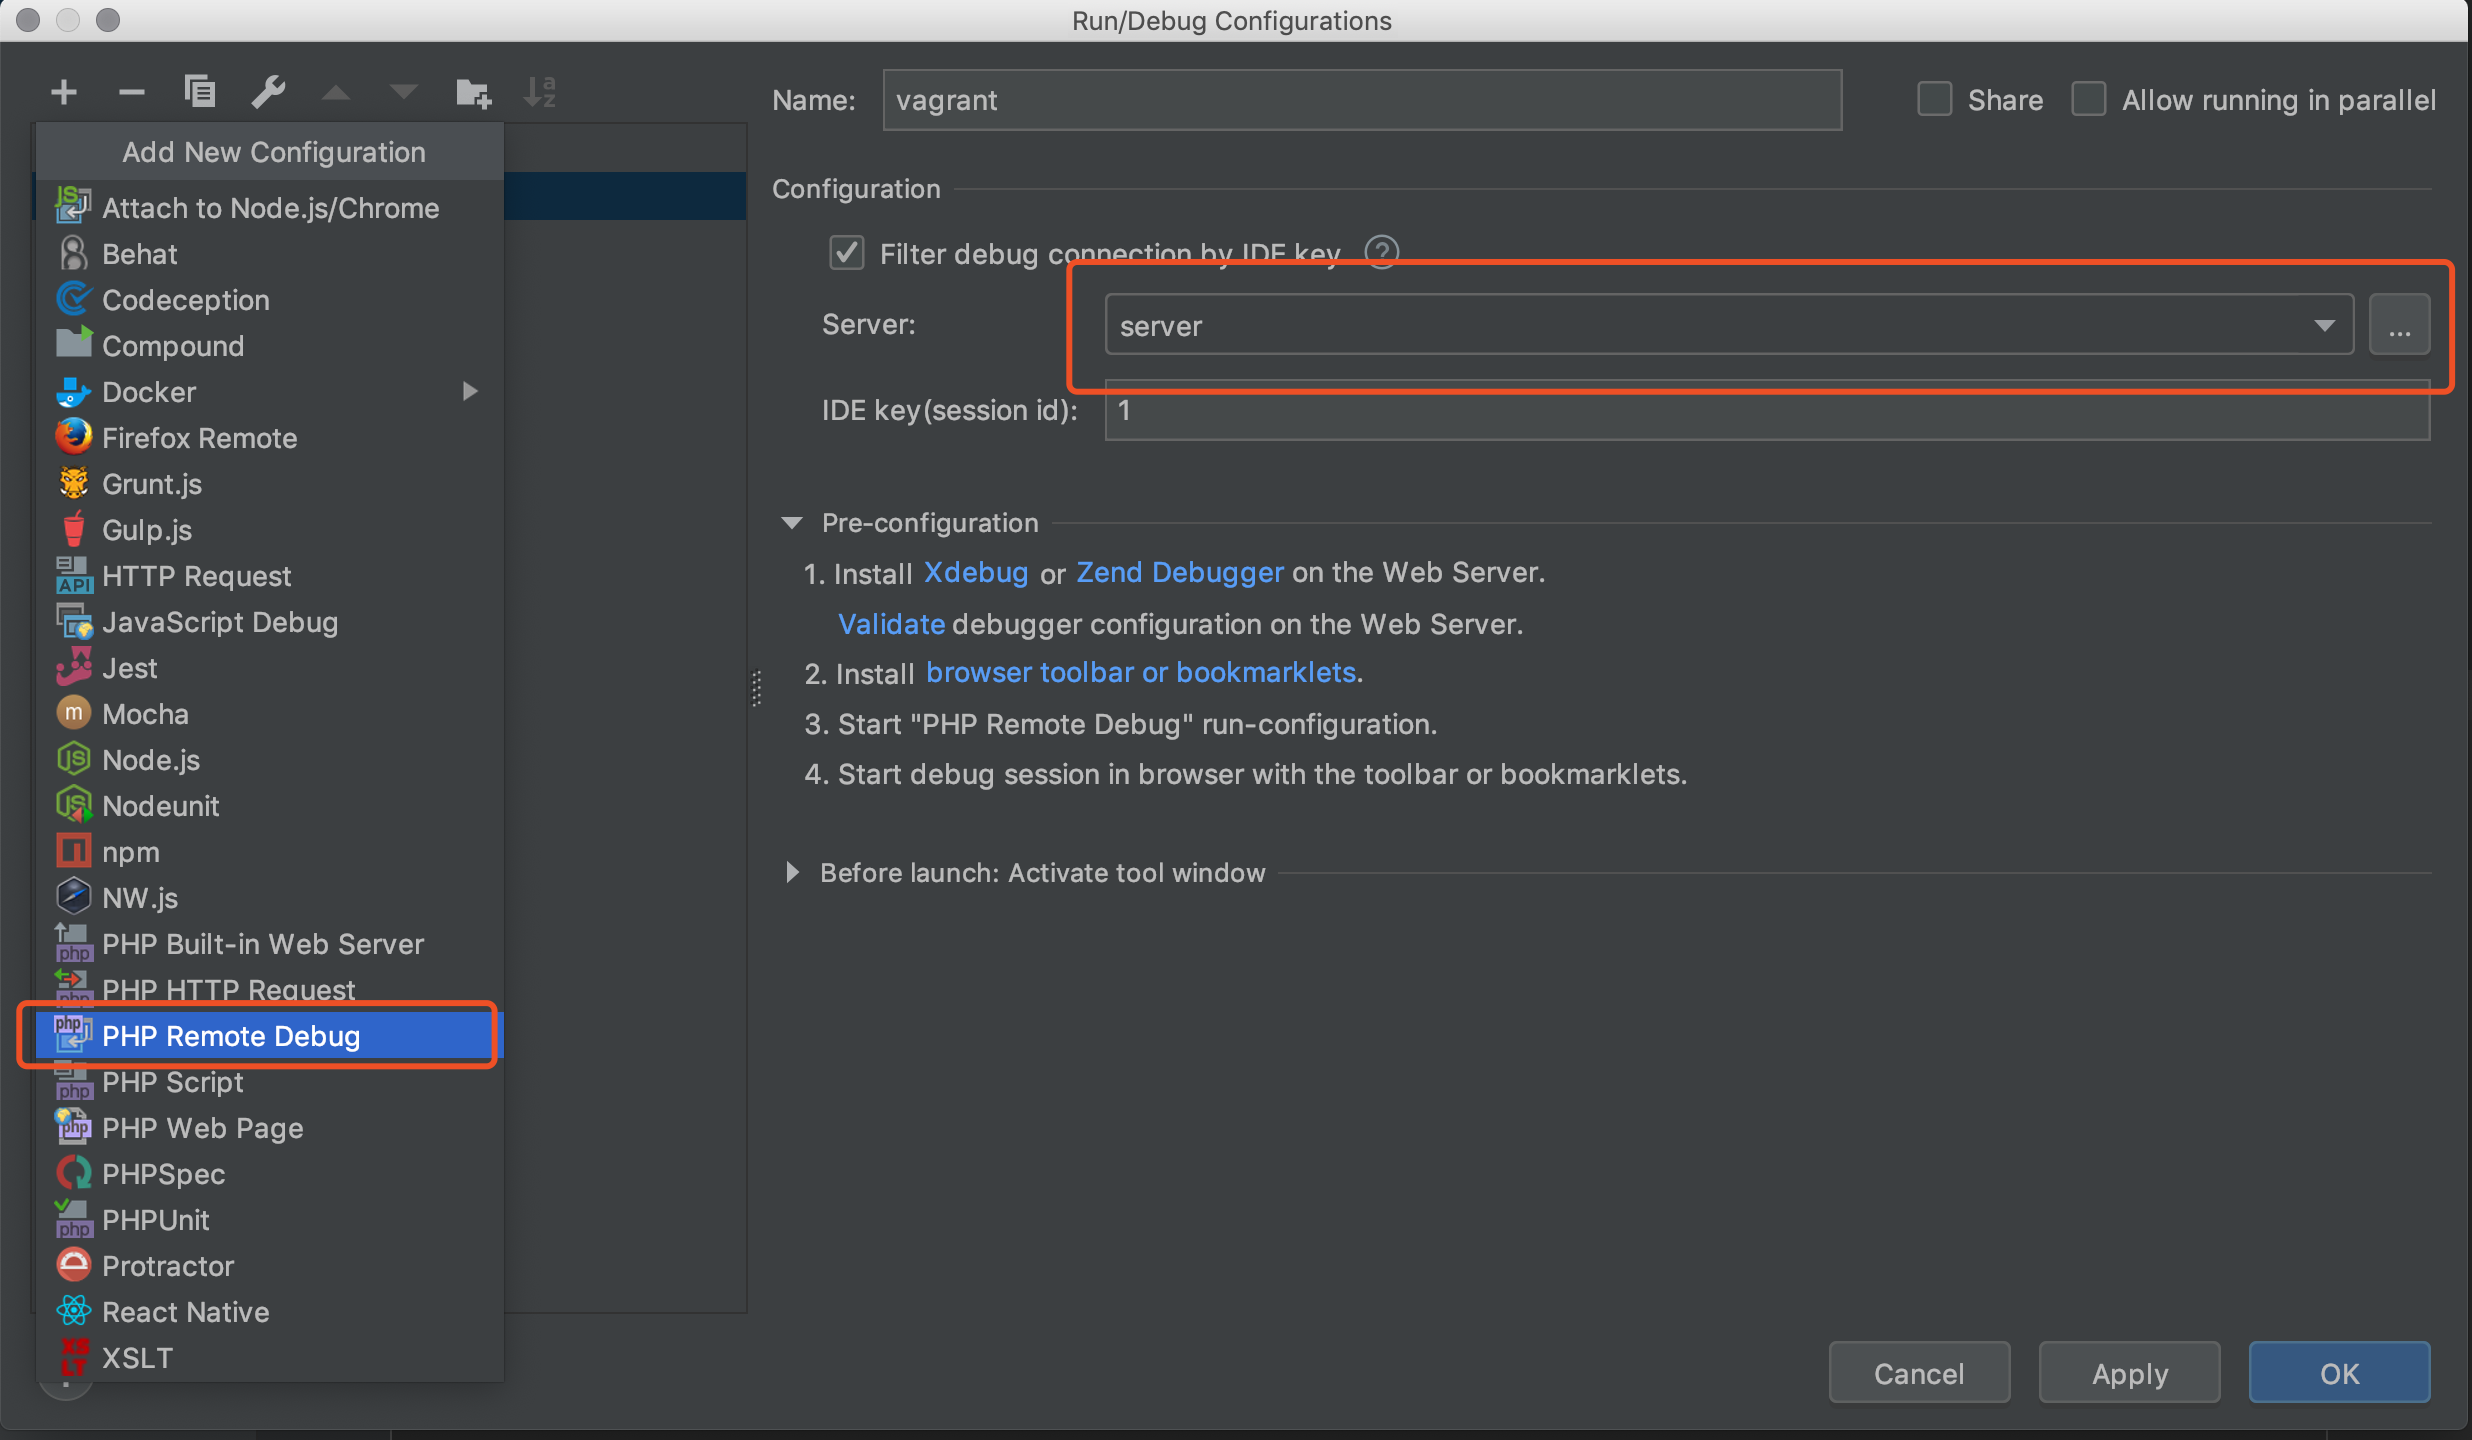 Run/Debug Configurations
Add New Configuration
Attach to Node.js/Chrome
Behat
Codeception
Compound
Docker
Firefox Remote
Grunt.js
Gulp.js
HTTP Request
JavaScript Debug
Jest
Mocha
Node.js
Nodeunit
npm
NW.js
PHP Built-in Web Server
PHP HTTP Request
PHP Remote Debug
PHP Script
PHP Web Page
PHPSpec
PHPUnit
Protractor
React Native
XSLT
Name: vagrant Share Allow running in parallel
Configuration
Filter debug connection by IDE key
Server: server ...
IDE key(session id): 1
Pre-configuration
1. Install Xdebug or Zend Debugger on the Web Server.
Validate debugger configuration on the Web Server.
2. Install browser toolbar or bookmarklets.
3. Start "PHP Remote Debug" run-configuration.
4. Start debug session in browser with the toolbar or bookmarklets.
Before launch: Activate tool window
Cancel Apply OK